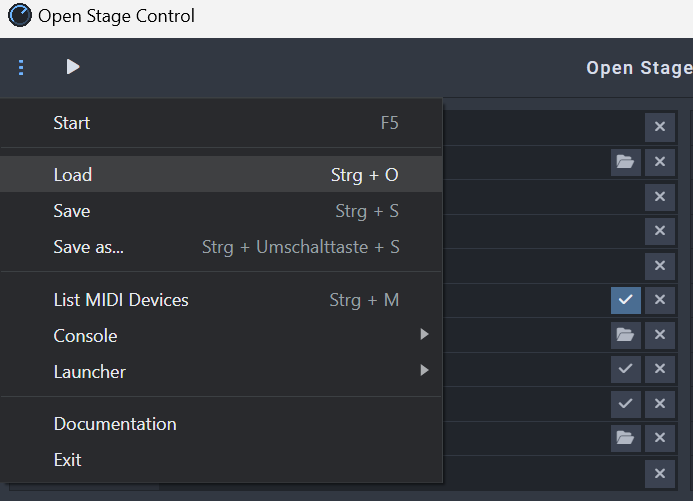 Open Stage Control
Open Stage
Start F5
Load Strg + O
Save Strg + S
Save as... Strg + Umschalttaste + S
List MIDI Devices Strg + M
Console
Launcher
Documentation
Exit